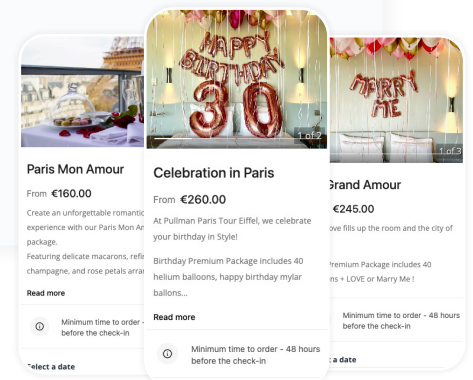 Paris Mon Amour
From €160.00
Create an unforgettable romantic
experience with our Paris Mon Am
package.
Featuring delicate macarons, refi
champagne, and rose petals arra
Read more
Minimum time to order -
before the check-in
Select a date
HAPPY
BIRTHDAY
30
1 of 2
Celebration in Paris
From €260.00
At Pullman Paris Tour Eiffel, we celebrate
your birthday in Style!
Birthday Premium Package includes 40
helium balloons, happy birthday mylar
balloons...
Read more
Minimum time to order - 48 hours
before the check-in
MARRY
ME
1 of 3
Grand Amour
€245.00
ove fills up the room and the city of
Premium Package includes 40
ns + LOVE or Marry Me !
Minimum time to order - 48 hours
before the check-in
t a date